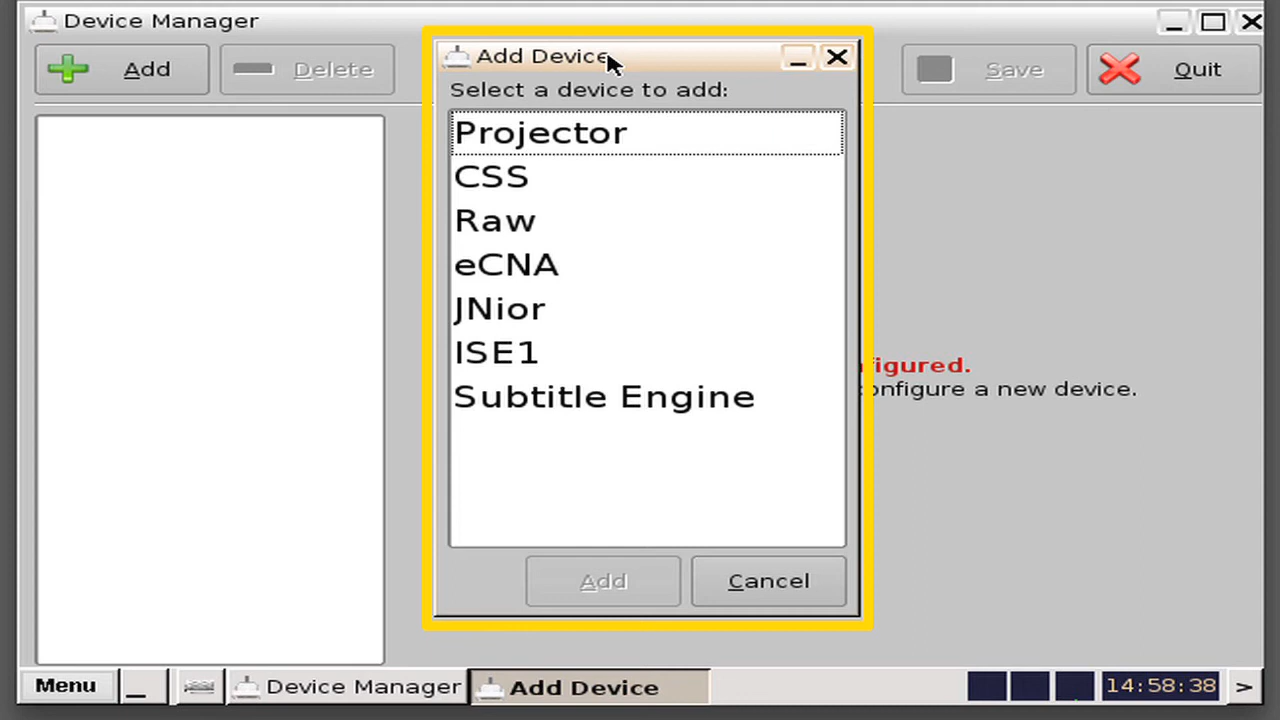 Device Manager
Add
Delete
Save
Quit
Add Device
Select a device to add:
Projector
CSS
Raw
eCNA
JNior
ISE1
Subtitle Engine
Add
Cancel
figured.
onfigure a new device.
Menu
Device Manager
Add Device
14:58:38
>